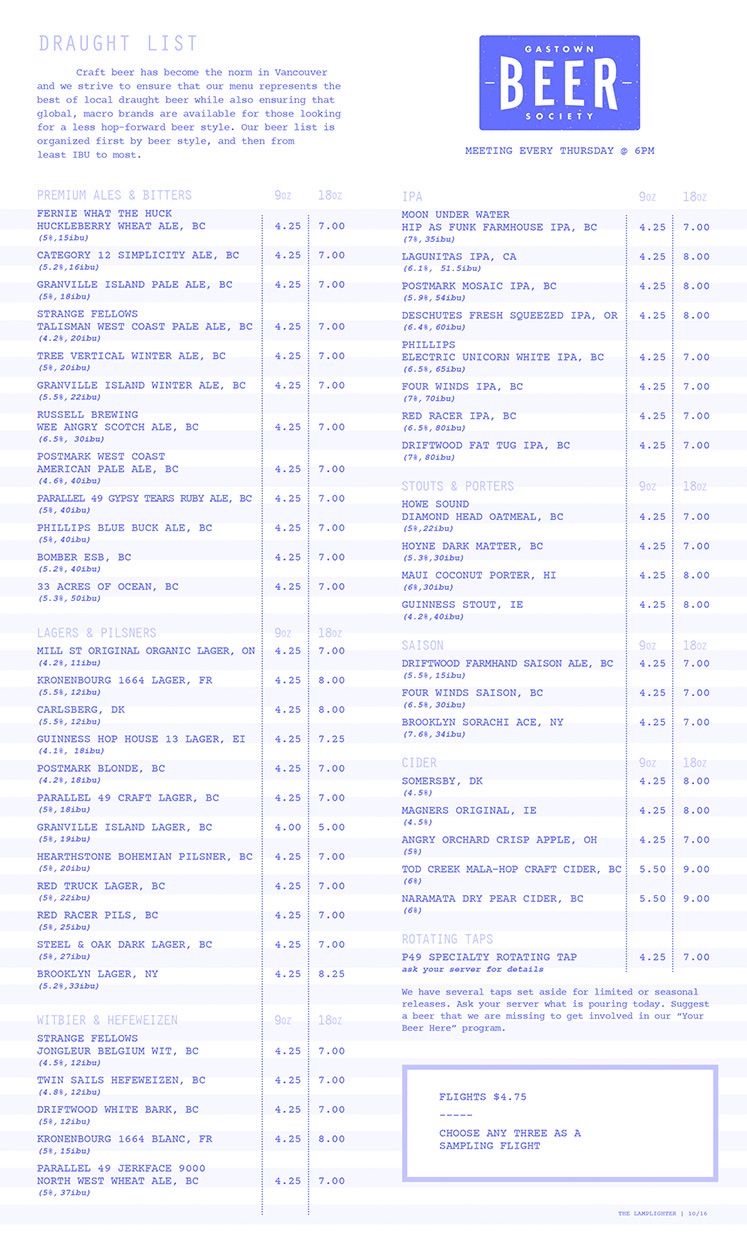 DRAUGHT LIST
Craft beer has become the norm in Vancouver
and we strive to ensure that our menu represents the
best of local draught beer while also ensuring that
global, macro brands are available for those looking
for a less hop-forward beer style. Our beer list is
organized first by beer style, and then from
least IBU to most.
GASTOWN
BEER
SOCIETY
MEETING EVERY THURSDAY @ 6PM
PREMIUM ALES & BITTERS 9OZ 18OZ
FERNIE WHAT THE HUCK
HUCKLEBERRY WHEAT ALE, BC 4.25 7.00
(5%,15ibu)
CATEGORY 12 SIMPLICITY ALE, BC 4.25 7.00
(5.2%,16ibu)
GRANVILLE ISLAND PALE ALE, BC 4.25 7.00
(5%,18ibu)
STRANGE FELLOWS
TALISMAN WEST COAST PALE ALE, BC 4.25 7.00
(4.2%,20ibu)
TREE VERTICAL WINTER ALE, BC 4.25 7.00
(5%,20ibu)
GRANVILLE ISLAND WINTER ALE, BC 4.25 7.00
(5.5%,22ibu)
RUSSELL BREWING
WEE ANGRY SCOTCH ALE, BC 4.25 7.00
(6.5%, 30ibu)
POSTMARK WEST COAST
AMERICAN PALE ALE, BC 4.25 7.00
(4.6%,40ibu)
PARALLEL 49 GYPSY TEARS RUBY ALE, BC 4.25 7.00
(5%,40ibu)
PHILLIPS BLUE BUCK ALE, BC 4.25 7.00
(5%,40ibu)
BOMBER ESB, BC 4.25 7.00
(5.2%,40ibu)
33 ACRES OF OCEAN, BC 4.25 7.00
(5.3%,50ibu)
LAGERS & PILSNERS 9OZ 18OZ
MILL ST ORIGINAL ORGANIC LAGER, ON 4.25 7.00
(4.2%,11ibu)
KRONENBOURG 1664 LAGER, FR 4.25 8.00
(5.5%,12ibu)
CARLSBERG, DK 4.25 8.00
(5.5%,12ibu)
GUINNESS HOP HOUSE 13 LAGER, EI 4.25 7.25
(4.1%, 18ibu)
POSTMARK BLONDE, BC 4.25 7.00
(4.2%,18ibu)
PARALLEL 49 CRAFT LAGER, BC 4.25 7.00
(5%,18ibu)
GRANVILLE ISLAND LAGER, BC 4.00 5.00
(5%,19ibu)
HEARTHSTONE BOHEMIAN PILSNER, BC 4.25 7.00
(5%,20ibu)
RED TRUCK LAGER, BC 4.25 7.00
(5%,22ibu)
RED RACER PILS, BC 4.25 7.00
(5%,25ibu)
STEEL & OAK DARK LAGER, BC 4.25 7.00
(5%,27ibu)
BROOKLYN LAGER, NY 4.25 8.25
(5.2%,33ibu)
WITBIER & HEFEWEIZEN 9OZ 18OZ
STRANGE FELLOWS
JONGLEUR BELGIUM WIT, BC 4.25 7.00
(4.5%,12ibu)
TWIN SAILS HEFEWEIZEN, BC 4.25 7.00
(4.8%,12ibu)
DRIFTWOOD WHITE BARK, BC 4.25 7.00
(5%,12ibu)
KRONENBOURG 1664 BLANC, FR 4.25 8.00
(5%,15ibu)
PARALLEL 49 JERKFACE 9000
NORTH WEST WHEAT ALE, BC 4.25 7.00
(5%,37ibu)
IPA 9OZ 18OZ
MOON UNDER WATER
HIP AS FUNK FARMHOUSE IPA, BC 4.25 7.00
(7%,35ibu)
LAGUNITAS IPA, CA 4.25 8.00
(6.1%, 51.5ibu)
POSTMARK MOSAIC IPA, BC 4.25 8.00
(5.9%,54ibu)
DESCHUTES FRESH SQUEEZED IPA, OR 4.25 8.00
(6.4%,60ibu)
PHILLIPS
ELECTRIC UNICORN WHITE IPA, BC 4.25 7.00
(6.5%,65ibu)
FOUR WINDS IPA, BC 4.25 7.00
(7%,70ibu)
RED RACER IPA, BC 4.25 7.00
(6.5%,80ibu)
DRIFTWOOD FAT TUG IPA, BC 4.25 7.00
(7%,80ibu)
STOUTS & PORTERS 9OZ 18OZ
HOWE SOUND
DIAMOND HEAD OATMEAL, BC 4.25 7.00
(5%,22ibu)
HOYNE DARK MATTER, BC 4.25 7.00
(5.3%,30ibu)
MAUI COCONUT PORTER, HI 4.25 8.00
(6%,30ibu)
GUINNESS STOUT, IE 4.25 8.00
(4.2%,40ibu)
SAISON 9OZ 18OZ
DRIFTWOOD FARMHAND SAISON ALE, BC 4.25 7.00
(5.5%,15ibu)
FOUR WINDS SAISON, BC 4.25 7.00
(6.5%,30ibu)
BROOKLYN SORACHI ACE, NY 4.25 7.00
(7.6%,34ibu)
CIDER 9OZ 18OZ
SOMERSBY, DK 4.25 8.00
(4.5%)
MAGNERS ORIGINAL, IE 4.25 8.00
(4.5%)
ANGRY ORCHARD CRISP APPLE, OH 4.25 7.00
(5%)
TOD CREEK MALA-HOP CRAFT CIDER, BC 5.50 9.00
(6%)
NARAMATA DRY PEAR CIDER, BC 5.50 9.00
(6%)
ROTATING TAPS
P49 SPECIALTY ROTATING TAP 4.25 7.00
ask your server for details
We have several taps set aside for limited or seasonal
releases. Ask your server what is pouring today. Suggest
a beer that we are missing to get involved in our “Your
Beer Here” program.
FLIGHTS $4.75
-----
CHOOSE ANY THREE AS A
SAMPLING FLIGHT
THE LAMPLIGHTER | 10/16